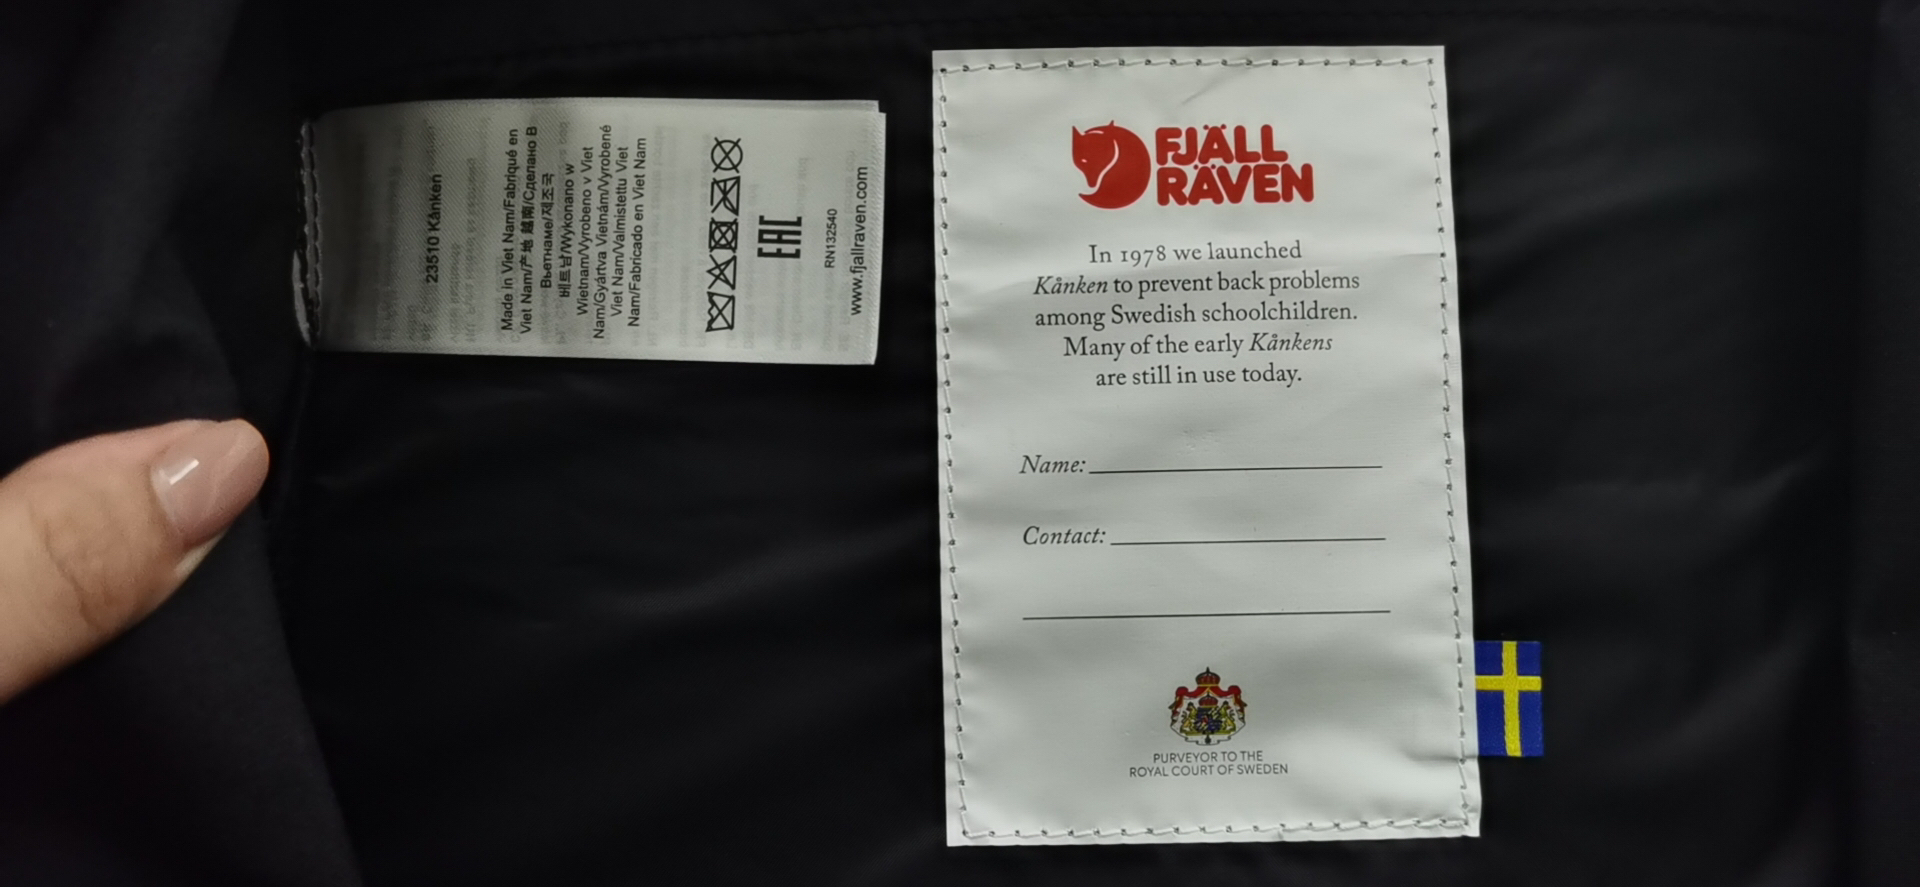 23510 Kånken
Made in Viet Nam/Fabriqué en
Viet Nam/产 地 越南/Сделано В
Вьетнаме/제조국
베트남/Wykonano w
Wietnam/Vyrobeno v Viet
Nam/Gyártva Vietnám/Vyrobené
Viet Nam/Valmistettu Viet
Nam/Fabricado en Viet Nam
EAC
RN132540
www.fjallraven.com
FJÄLL
RÄVEN
In 1978 we launched
Kånken to prevent back problems
among Swedish schoolchildren.
Many of the early Kånkens
are still in use today.
Name:
Contact:
PURVEYOR TO THE
ROYAL COURT OF SWEDEN